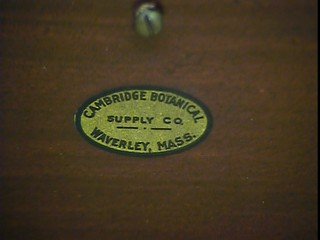 CAMBRIDGE BOTANICAL
SUPPLY CO.
WAVERLEY, MASS.